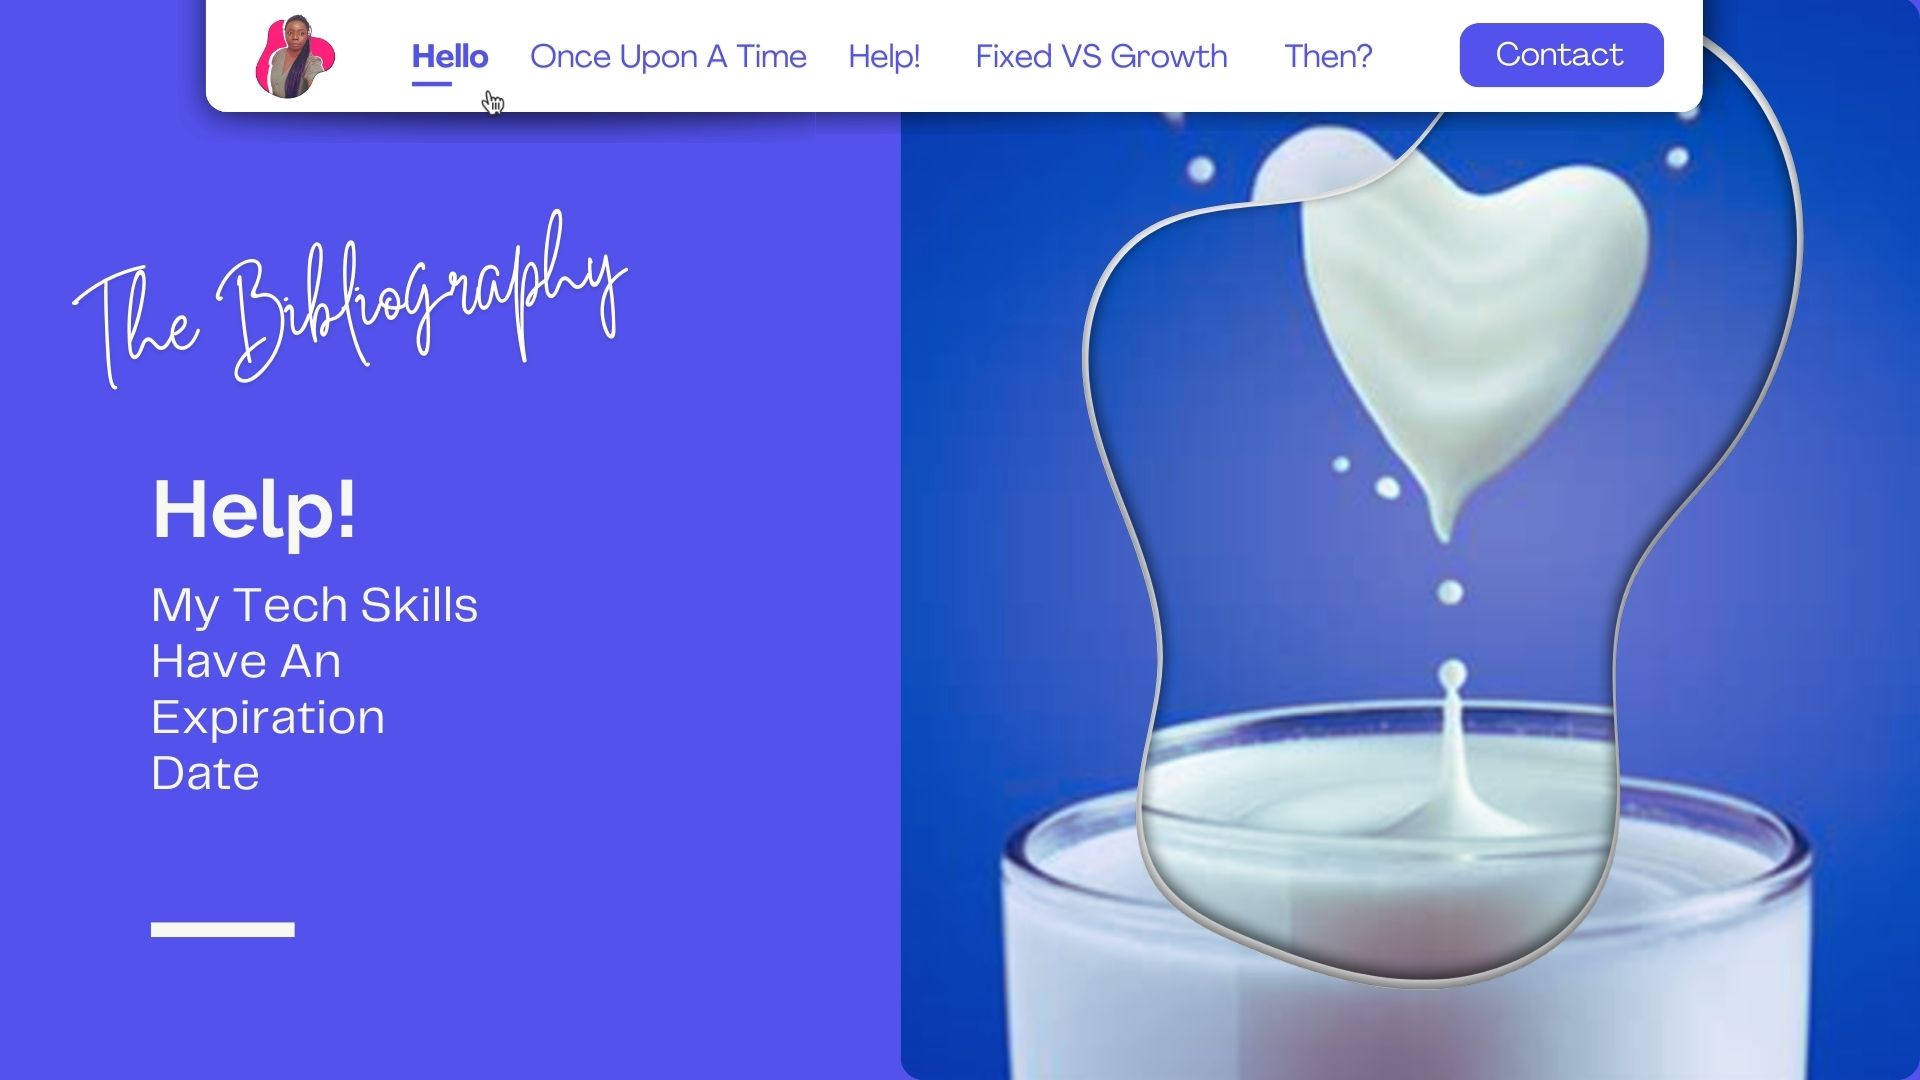 Hello Once Upon A Time Help! Fixed VS Growth Then? Contact
The Bibliography
Help!
My Tech Skills
Have An
Expiration
Date